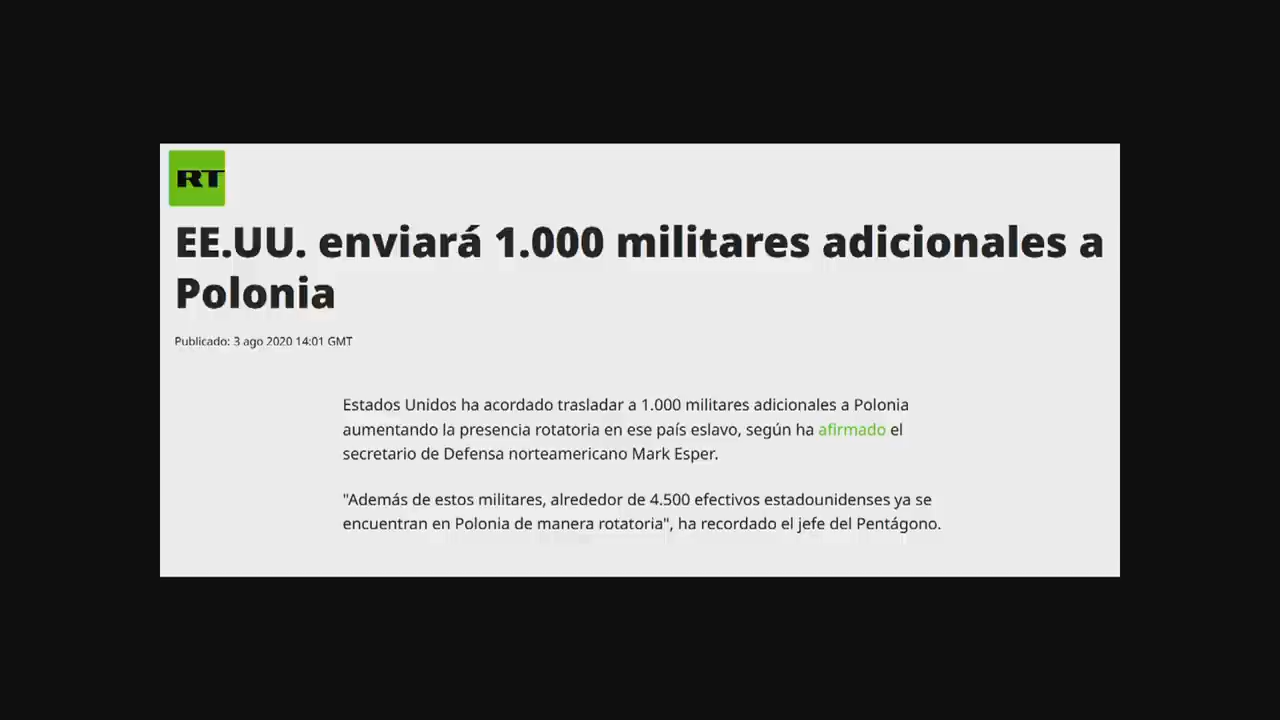 RT
EE.UU. enviará 1.000 militares adicionales a
Polonia
Publicado: 3 ago 2020 14:01 GMT
Estados Unidos ha acordado trasladar a 1.000 militares adicionales a Polonia
aumentando la presencia rotatoria en ese país eslavo, según ha afirmado el
secretario de Defensa norteamericano Mark Esper.
"Además de estos militares, alrededor de 4.500 efectivos estadounidenses ya se
encuentran en Polonia de manera rotatoria", ha recordado el jefe del Pentágono.